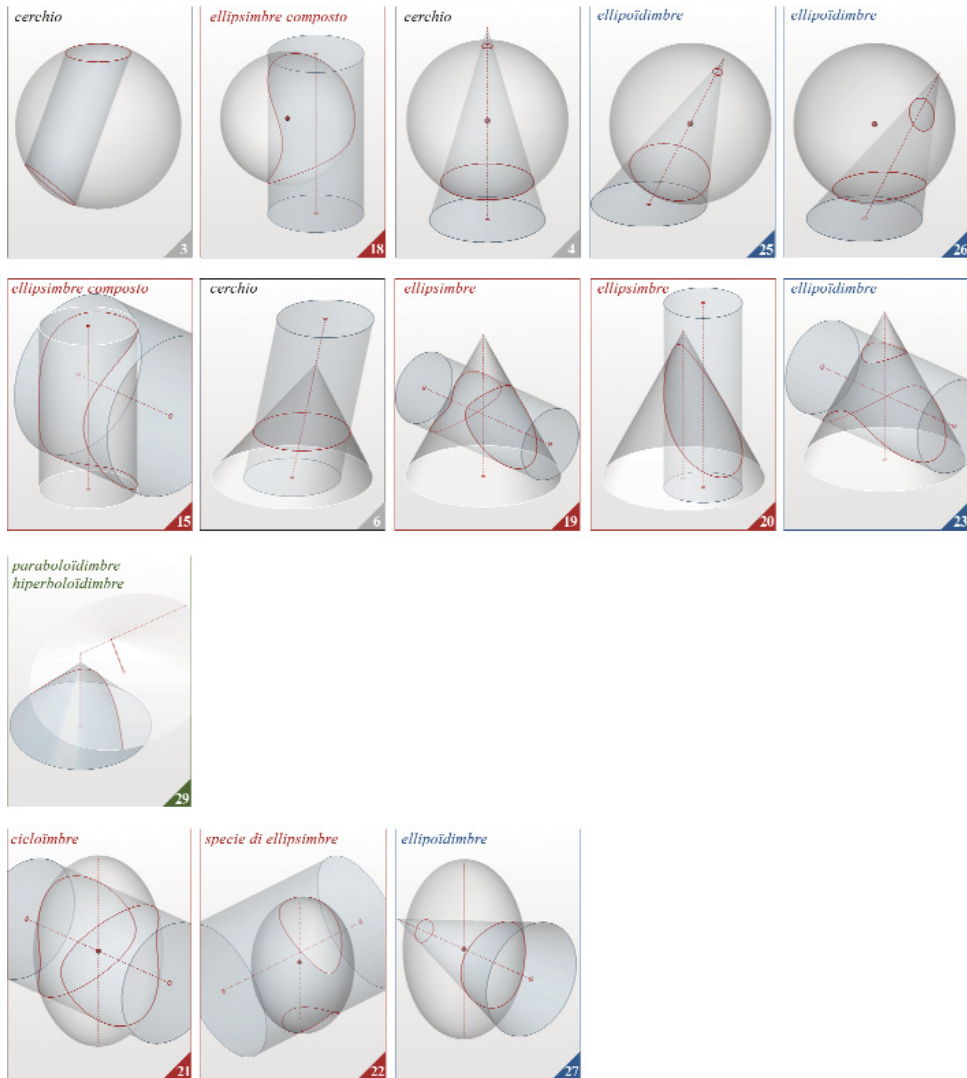 cerchio
ellipsimbre composto
cerchio
ellipoïdimbre
ellipoïdimbre
3
18
4
25
26
ellipsimbre composto
cerchio
ellipsimbre
ellipsimbre
ellipoïdimbre
15
6
19
20
23
paraboloïdimbre
hiperboloïdimbre
29
cicloïmbre
specie di ellipsimbre
ellipoïdimbre
21
22
27